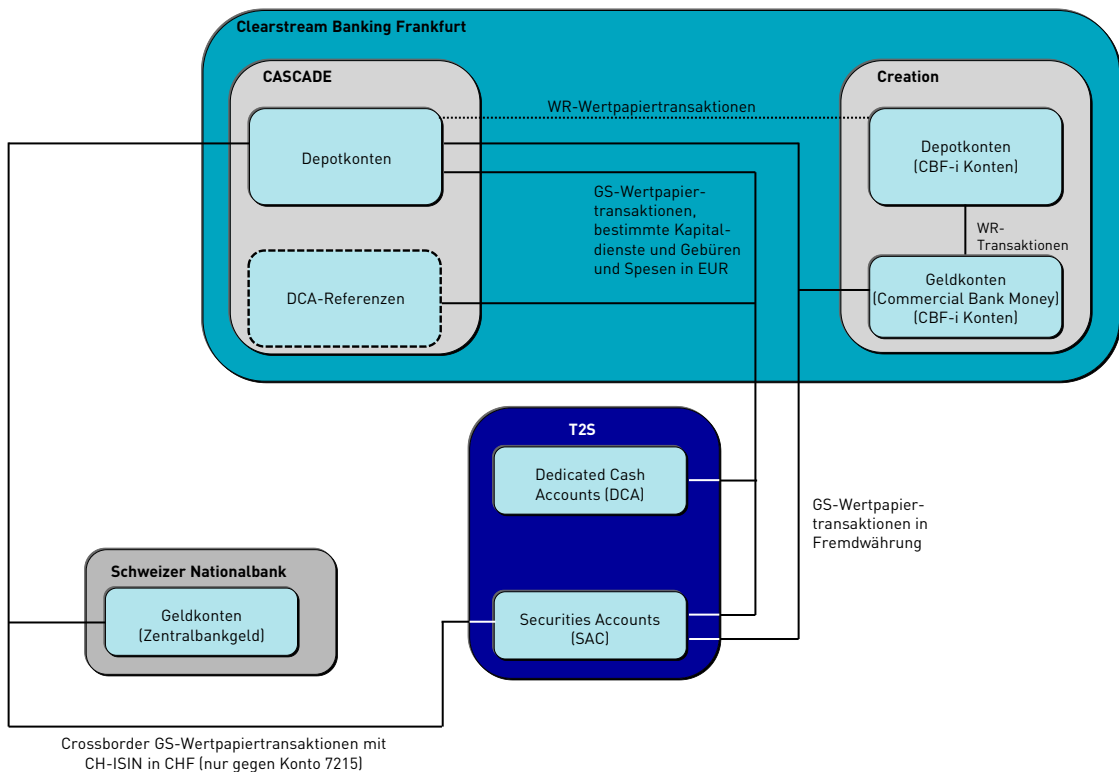 Clearstream Banking Frankfurt
CASCADE
Creation
WR-Wertpapiertransaktionen
Depotkonten
Depotkonten
(CBF-i Konten)
GS-Wertpapier-
transaktionen,
bestimmte Kapital-
dienste und Gebüren
und Spesen in EUR
WR-
Transaktionen
DCA-Referenzen
Geldkonten
(Commercial Bank Money)
(CBF-i Konten)
T2S
Dedicated Cash
Accounts (DCA)
GS-Wertpapier-
transaktionen in
Fremdwährung
Schweizer Nationalbank
Geldkonten
(Zentralbankgeld)
Securities Accounts
(SAC)
Crossborder GS-Wertpapiertransaktionen mit
CH-ISIN in CHF (nur gegen Konto 7215)